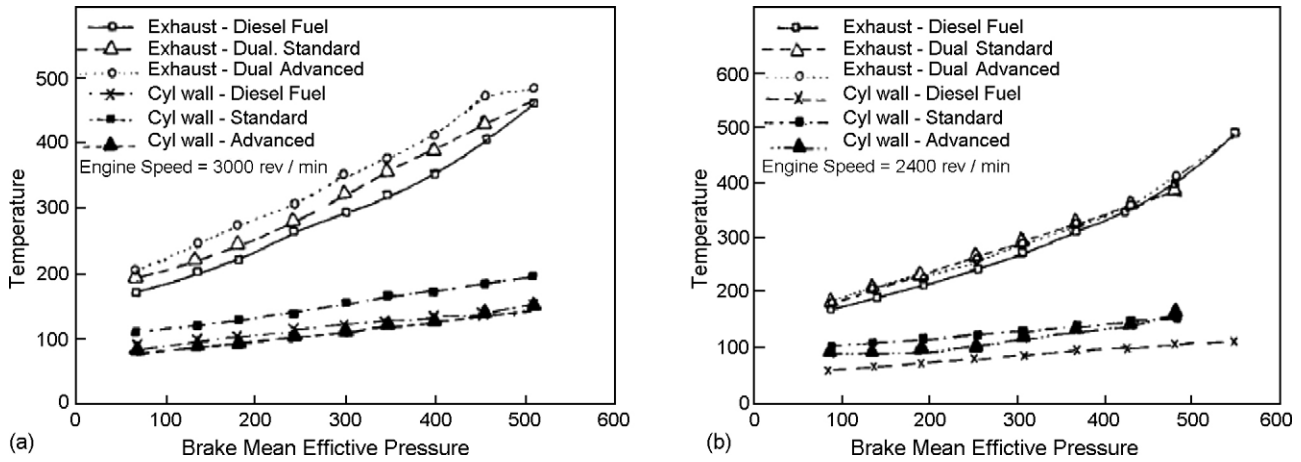 Exhaust - Diesel Fuel
Exhaust - Dual. Standard
Exhaust - Dual Advanced
Cyl wall - Diesel Fuel
Cyl wall - Standard
Cyl wall - Advanced
Engine Speed = 3000 rev / min
Temperature
500
400
300
200
100
0
0
100
200
300
400
500
600
Brake Mean Effictive Pressure
(a)
Exhaust - Diesel Fuel
Exhaust - Dual Standard
Exhaust - Dual Advanced
Cyl wall - Diesel Fuel
Cyl wall - Standard
Cyl wall - Advanced
Engine Speed = 2400 rev / min
Temperature
600
500
400
300
200
100
0
0
100
200
300
400
500
600
Brake Mean Effictive Pressure
(b)